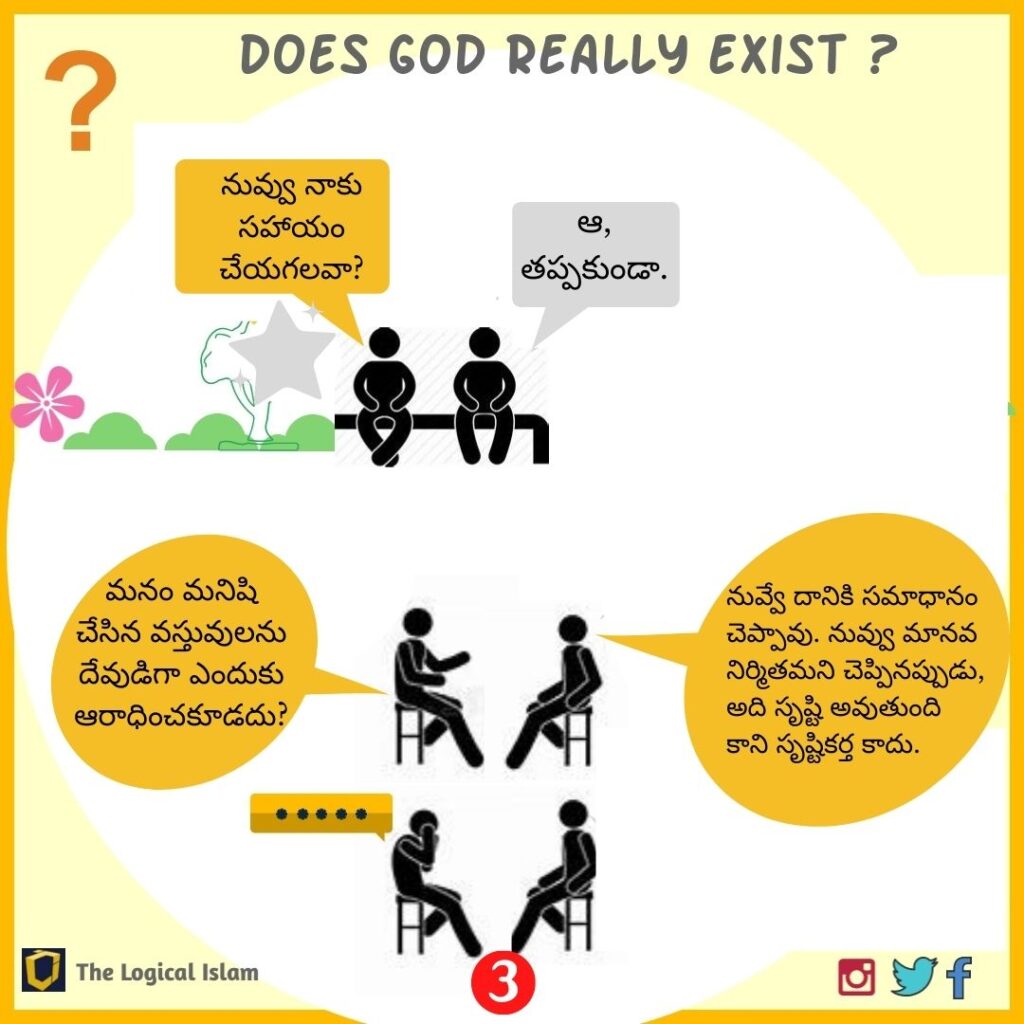 ?
DOES GOD REALLY EXIST ?
నువ్వు నాకు
సహాయం
చేయగలవా?
ఆ,
తప్పకుండా.
మనం మనిషి
చేసిన వస్తువులను
దేవుడిగా ఎందుకు
ఆరాధించకూడదు?
నువ్వే దానికి సమాధానం
చెప్పావు. నువ్వు మానవ
నిర్మితమని చెప్పినప్పుడు,
అది సృష్టి అవుతుంది
కాని సృష్టికర్త కాదు.
*****
The Logical Islam
3